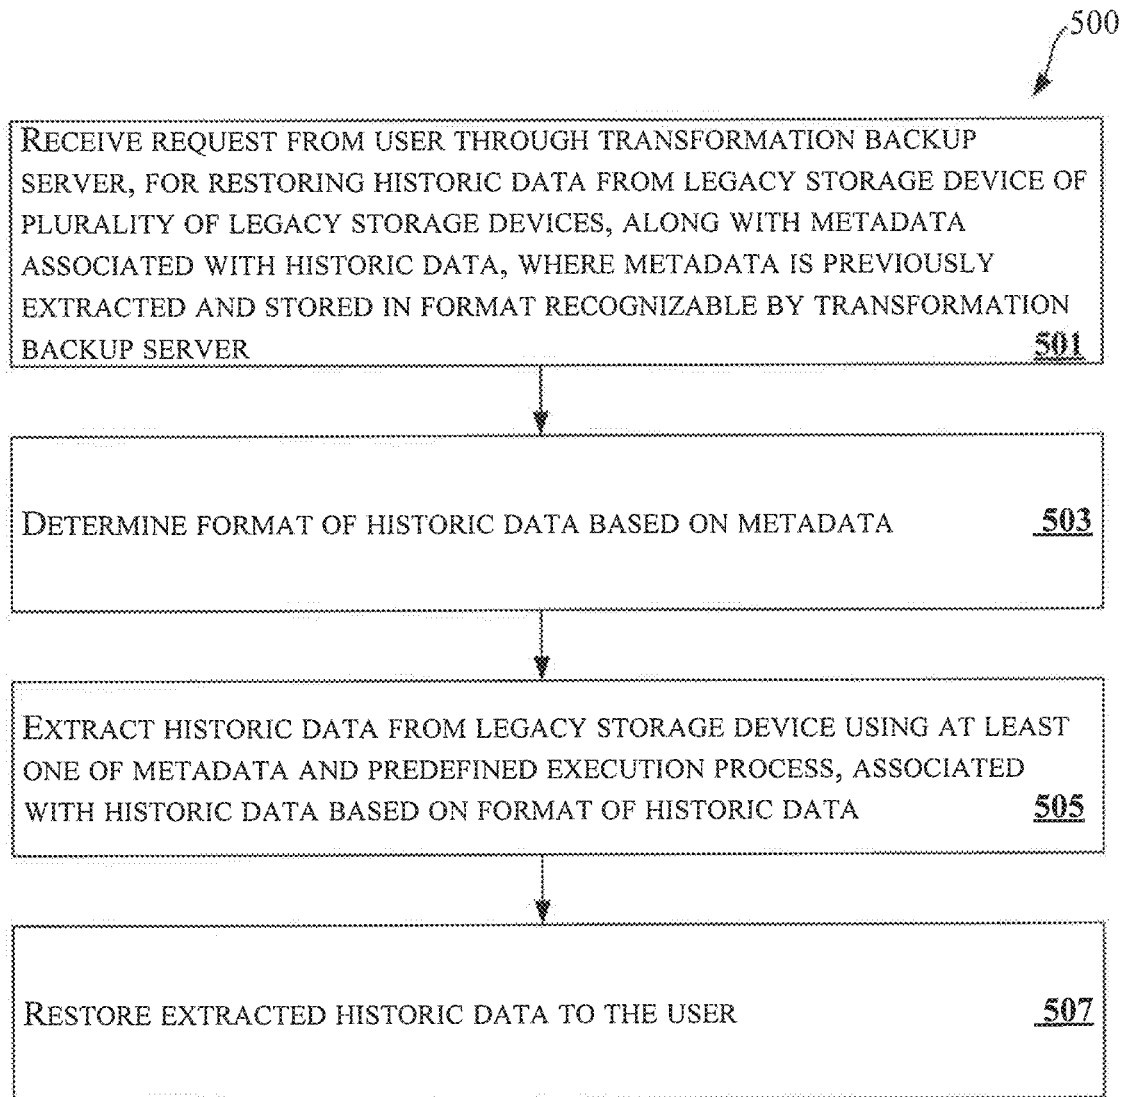 500
RECEIVE REQUEST FROM USER THROUGH TRANSFORMATION BACKUP
SERVER, FOR RESTORING HISTORIC DATA FROM LEGACY STORAGE DEVICE OF
PLURALITY OF LEGACY STORAGE DEVICES, ALONG WITH METADATA
ASSOCIATED WITH HISTORIC DATA, WHERE METADATA IS PREVIOUSLY
EXTRACTED AND STORED IN FORMAT RECOGNIZABLE BY TRANSFORMATION
BACKUP SERVER 501
DETERMINE FORMAT OF HISTORIC DATA BASED ON METADATA 503
EXTRACT HISTORIC DATA FROM LEGACY STORAGE DEVICE USING AT LEAST
ONE OF METADATA AND PREDEFINED EXECUTION PROCESS, ASSOCIATED
WITH HISTORIC DATA BASED ON FORMAT OF HISTORIC DATA 505
RESTORE EXTRACTED HISTORIC DATA TO THE USER 507